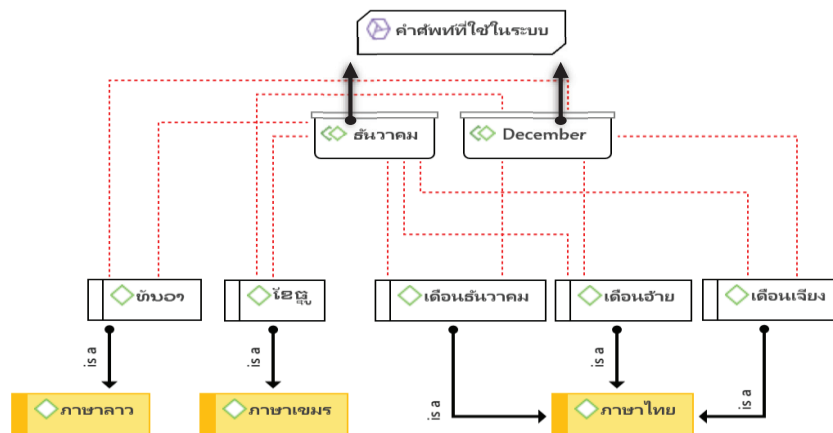 คำศัพท์ที่ใช้ในระบบ
ธันวาคม
December
ທັນວາ
เดือนธันวาคม
เดือนอ้าย
เดือนเจียง
is a
is a
is a
is a
is a
ภาษาลาว
ภาษาเขมร
ภาษาไทย